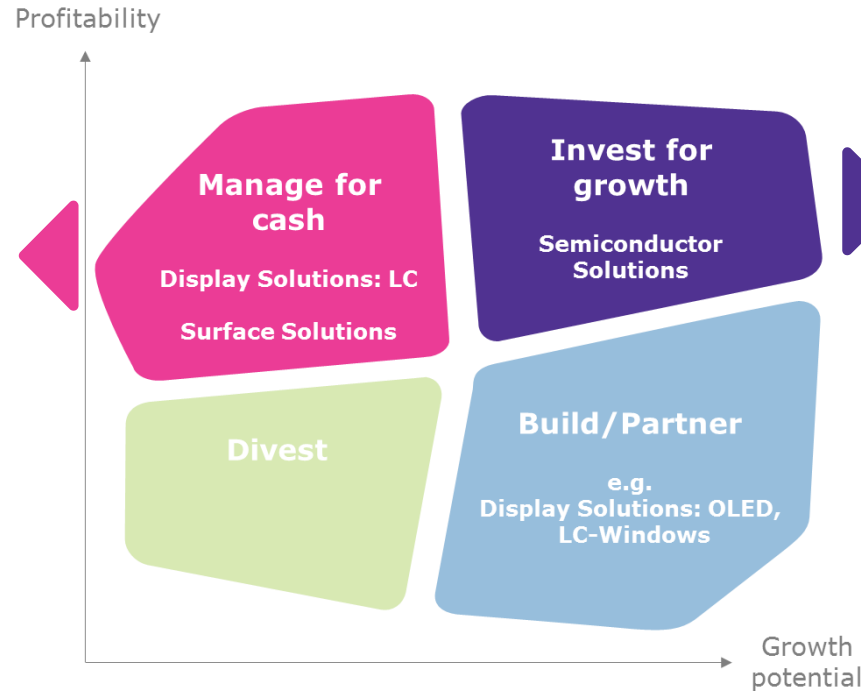 Profitability
Manage for
cash
Display Solutions: LC
Surface Solutions
Invest for
growth
Semiconductor
Solutions
Divest
Build/Partner
e.g.
Display Solutions: OLED,
LC-Windows
Growth
potential